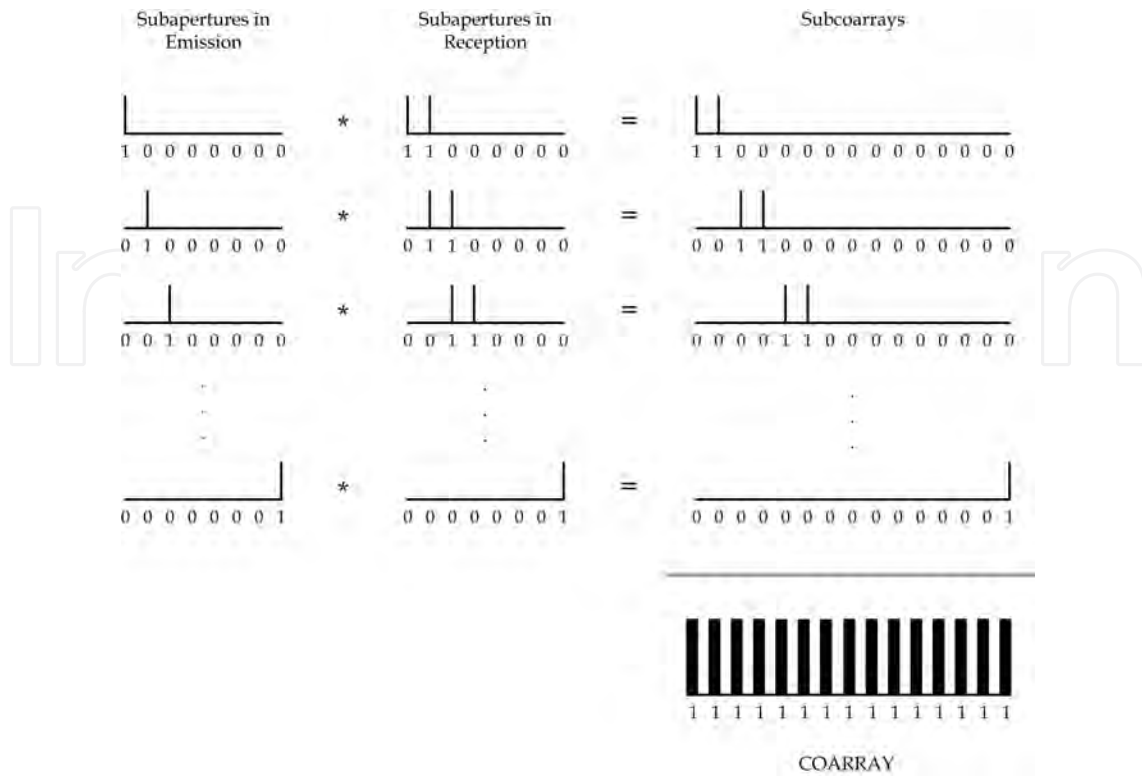 Subapertures in Emission
Subapertures in Reception
Subcoarrays
* =
1 0 0 0 0 0 0 0 1 1 0 0 0 0 0 0 1 1 0 0 0 0 0 0 0 0 0 0 0 0 0
* =
0 1 0 0 0 0 0 0 0 1 1 0 0 0 0 0 0 0 1 1 0 0 0 0 0 0 0 0 0 0 0
* =
0 0 1 0 0 0 0 0 0 0 1 1 0 0 0 0 0 0 0 0 1 1 0 0 0 0 0 0 0 0 0
* =
0 0 0 0 0 0 0 1 0 0 0 0 0 0 0 1 0 0 0 0 0 0 0 0 0 0 0 0 0 0 1
1 1 1 1 1 1 1 1 1 1 1 1 1 1 1
COARRAY
In
n